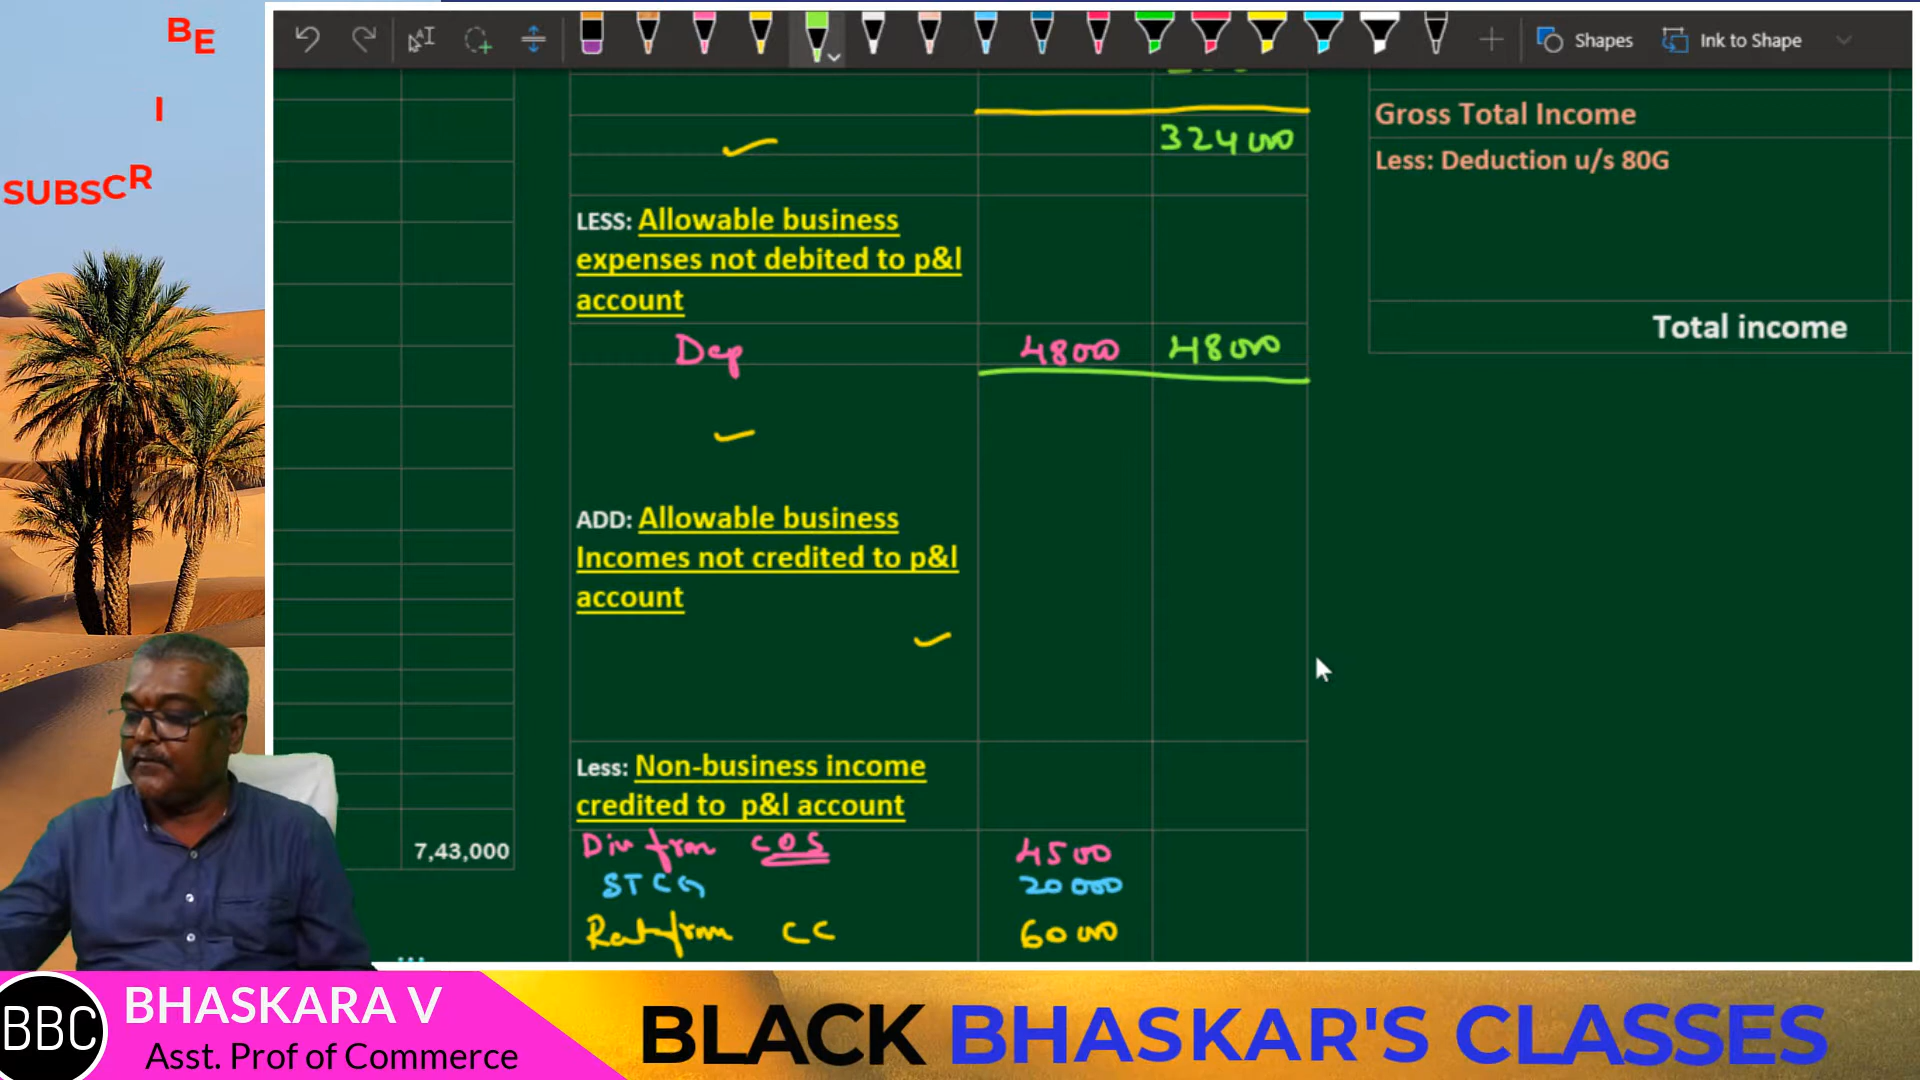 B E
I
SUBSCR
Shapes
Ink to Shape
Gross Total Income
324000
Less: Deduction u/s 80G
LESS: Allowable business
expenses not debited to p&l
account
Total income
Dep 48000 48000
ADD: Allowable business
Incomes not credited to p&l
account
Less: Non-business income
credited to p&l account
7,43,000
Div from COS 4500
STCG 20000
Rent from CC 6000
BBC
BHASKARA V
Asst. Prof of Commerce
BLACK BHASKAR'S CLASSES